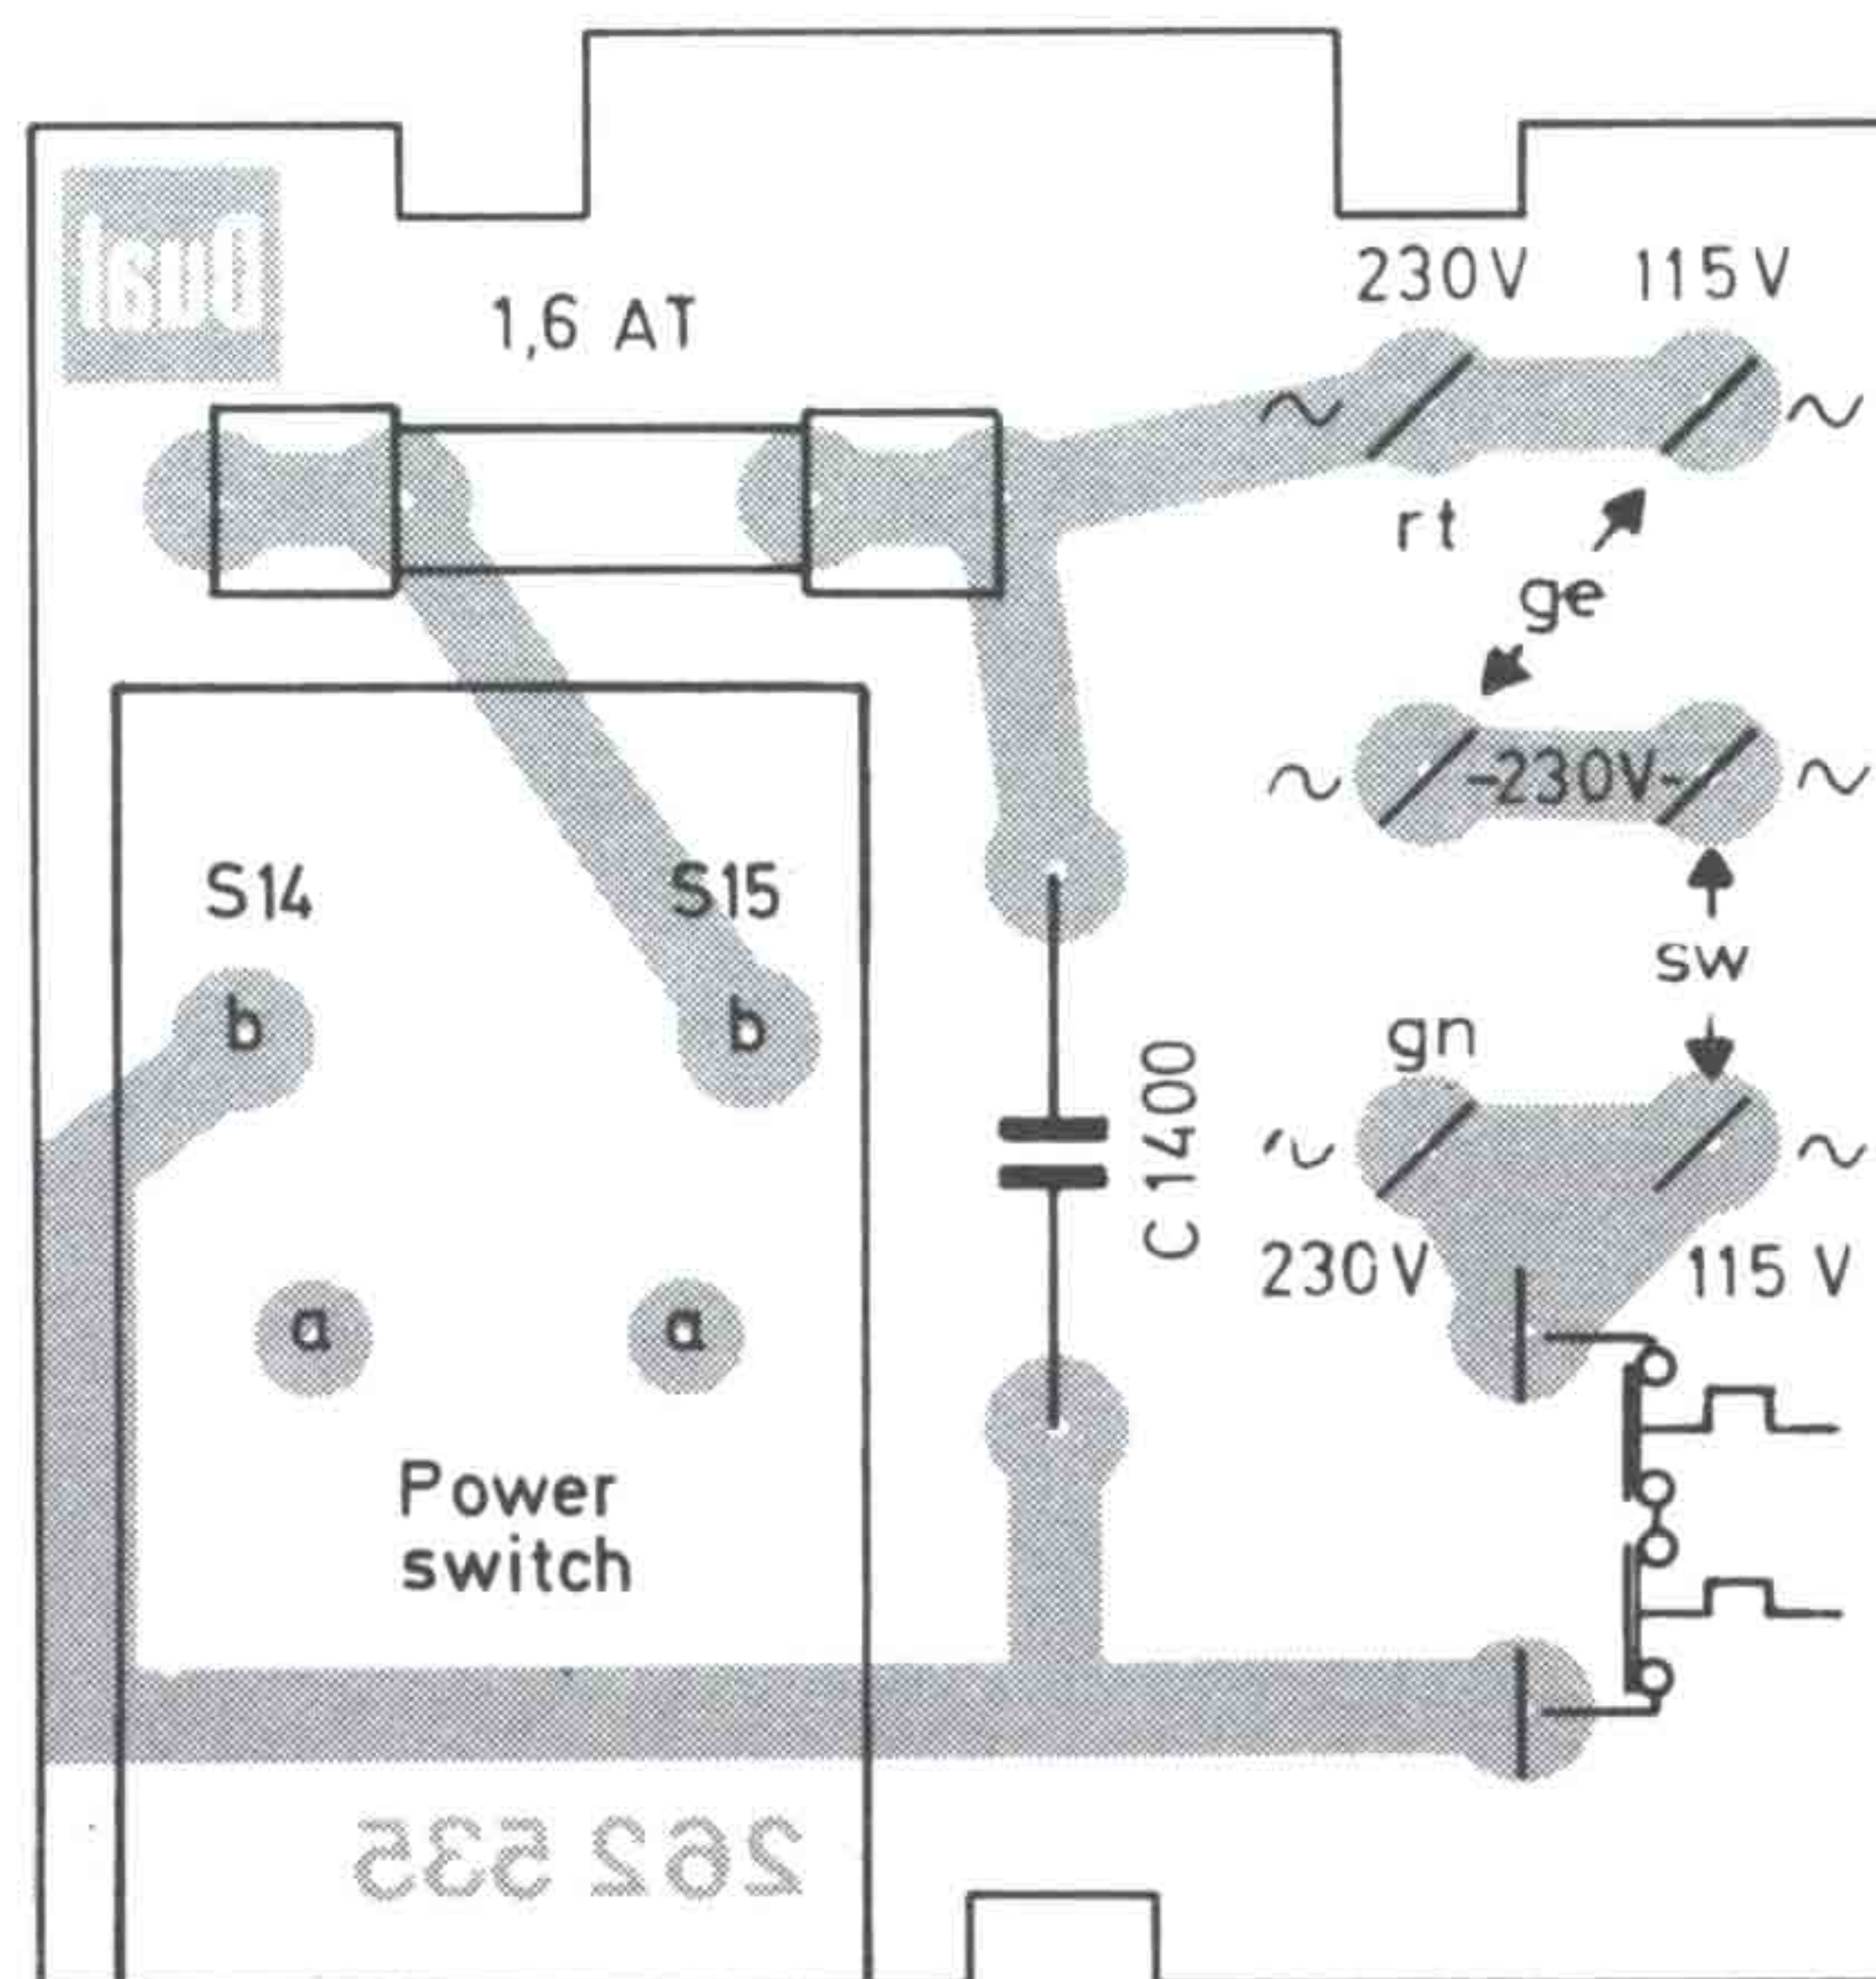 Dual
230V 115V
1,6 AT
~ ~
rt
ge
~ -230V- ~
S14 S15
sw
b b
gn
~ ~
C 1400
230V 115 V
a a
Power
switch
262 535